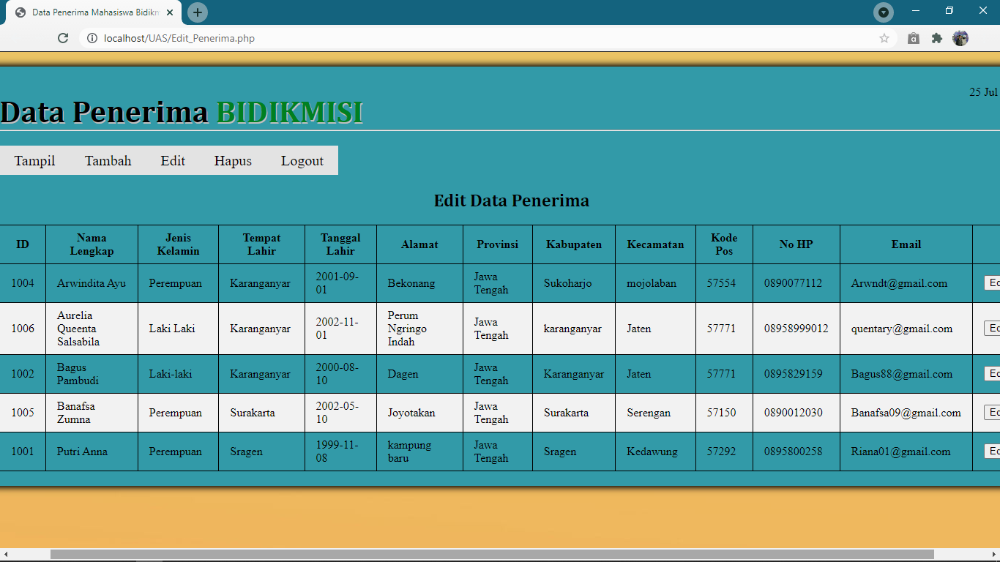 Data Penerima Mahasiswa Bidikm
localhost/UAS/Edit_Penerima.php
25 Jul
Data Penerima BIDIKMISI
Tampil Tambah Edit Hapus Logout
Edit Data Penerima
ID Nama Lengkap Jenis Kelamin Tempat Lahir Tanggal Lahir Alamat Provinsi Kabupaten Kecamatan Kode Pos No HP Email
1004 Arwindita Ayu Perempuan Karanganyar 2001-09-01 Bekonang Jawa Tengah Sukoharjo mojolaban 57554 0890077112 Arwndt@gmail.com Ed
1006 Aurelia Queenta Salsabila Laki Laki Karanganyar 2002-11-01 Perum Ngringo Indah Jawa Tengah karanganyar Jaten 57771 08958999012 quentary@gmail.com Ed
1002 Bagus Pambudi Laki-laki Karanganyar 2000-08-10 Dagen Jawa Tengah Karanganyar Jaten 57771 0895829159 Bagus88@gmail.com Ed
1005 Banafsa Zumna Perempuan Surakarta 2002-05-10 Joyotakan Jawa Tengah Surakarta Serengan 57150 0890012030 Banafsa09@gmail.com Ed
1001 Putri Anna Perempuan Sragen 1999-11-08 kampung baru Jawa Tengah Sragen Kedawung 57292 0895800258 Riana01@gmail.com Ed